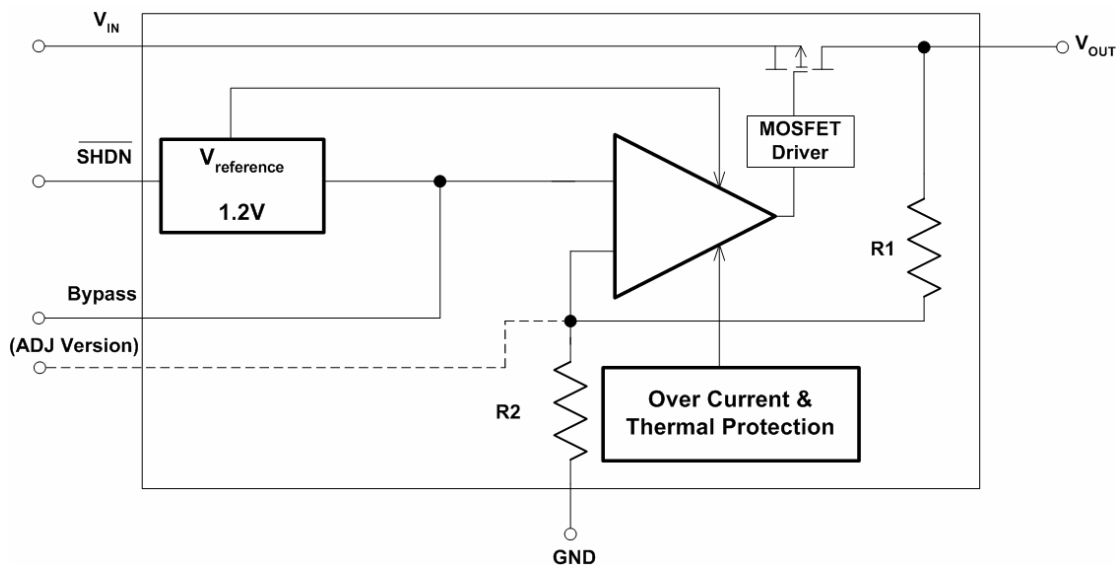 VIN
VOUT
SHDN
Vreference
1.2V
MOSFET
Driver
R1
Bypass
(ADJ Version)
R2
Over Current &
Thermal Protection
GND